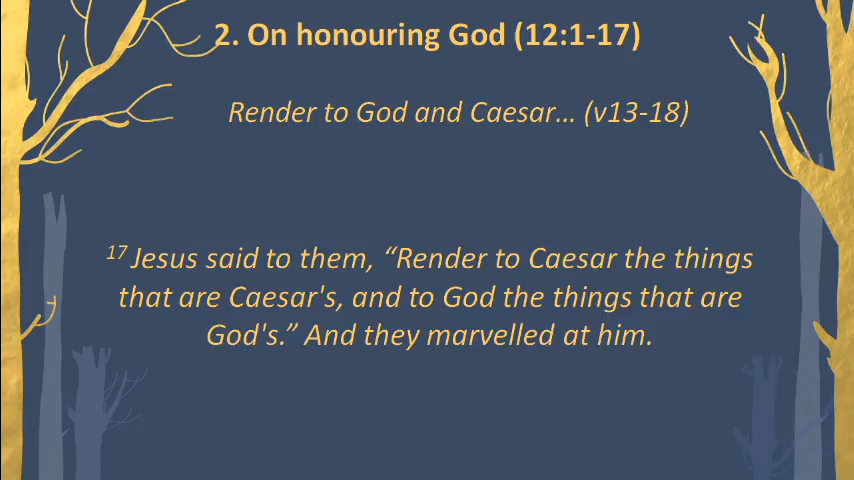 2. On honouring God (12:1-17)
Render to God and Caesar... (v13-18)
17 Jesus said to them, “Render to Caesar the things
that are Caesar's, and to God the things that are
God's.” And they marvelled at him.